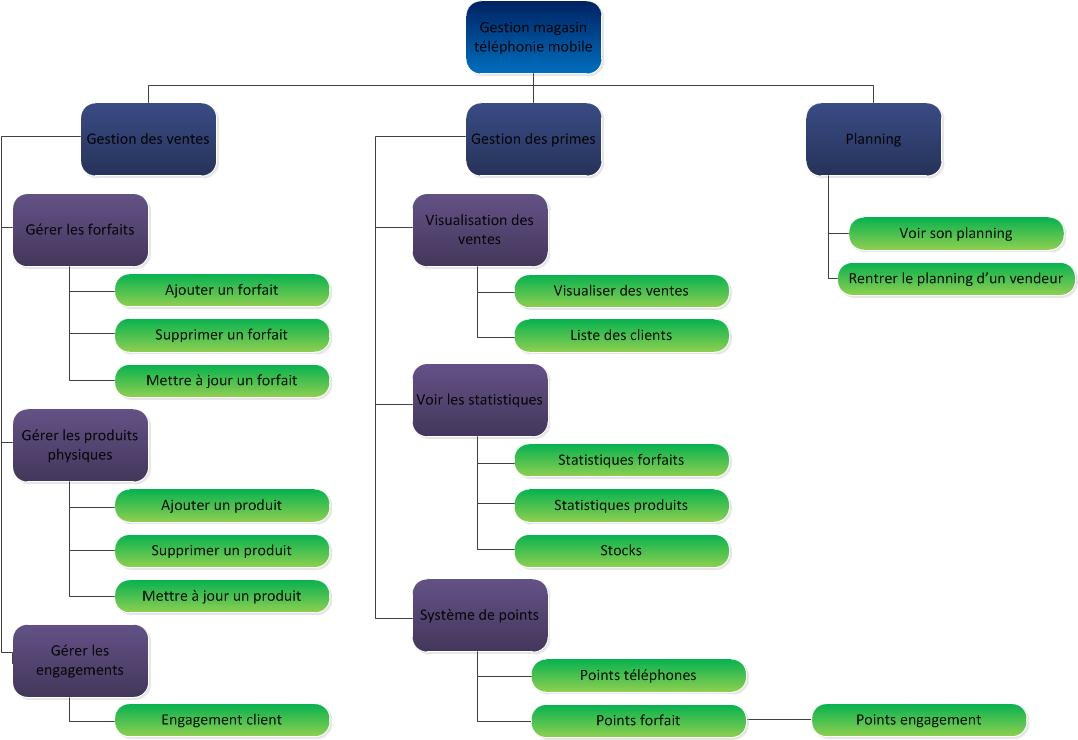 Gestion magasin
téléphonie mobile
Gestion des ventes
Gérer les forfaits
Ajouter un forfait
Supprimer un forfait
Mettre à jour un forfait
Gérer les produits
physiques
Ajouter un produit
Supprimer un produit
Mettre à jour un produit
Gérer les
engagements
Engagement client
Gestion des primes
Visualisation des
ventes
Visualiser des ventes
Liste des clients
Voir les statistiques
Statistiques forfaits
Statistiques produits
Stocks
Système de points
Points téléphones
Points forfait
Points engagement
Planning
Voir son planning
Rentrer le planning d’un vendeur